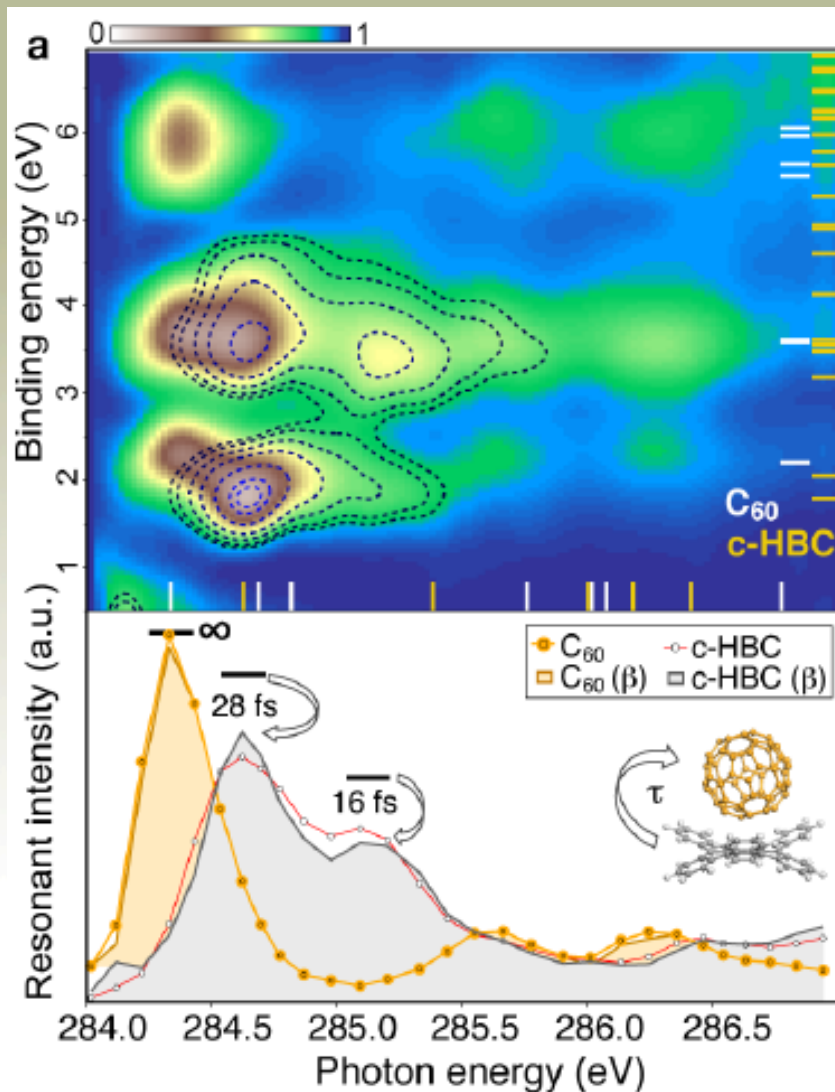 0
1
a
Binding energy (eV)
6
5
4
3
2
1
C60
c-HBC
Resonant intensity (a.u.)
∞
28 fs
16 fs
C60
c-HBC
C60 (β)
c-HBC (β)
τ
284.0 284.5 285.0 285.5 286.0 286.5
Photon energy (eV)